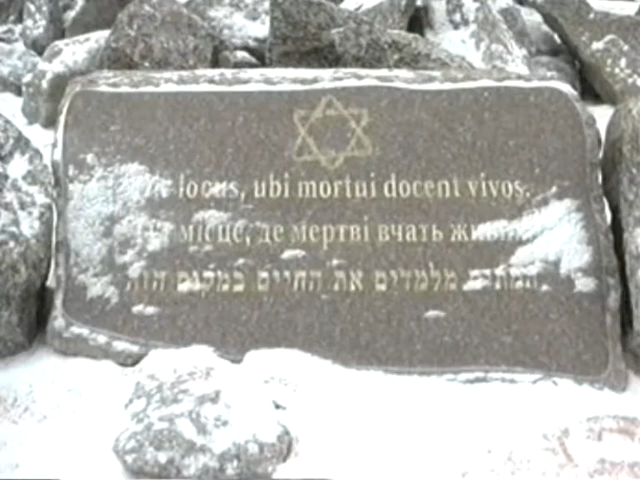 locus, ubi mortui docent vivos.
місце, де мертві вчать
מלמדים את החיים במקום הזה